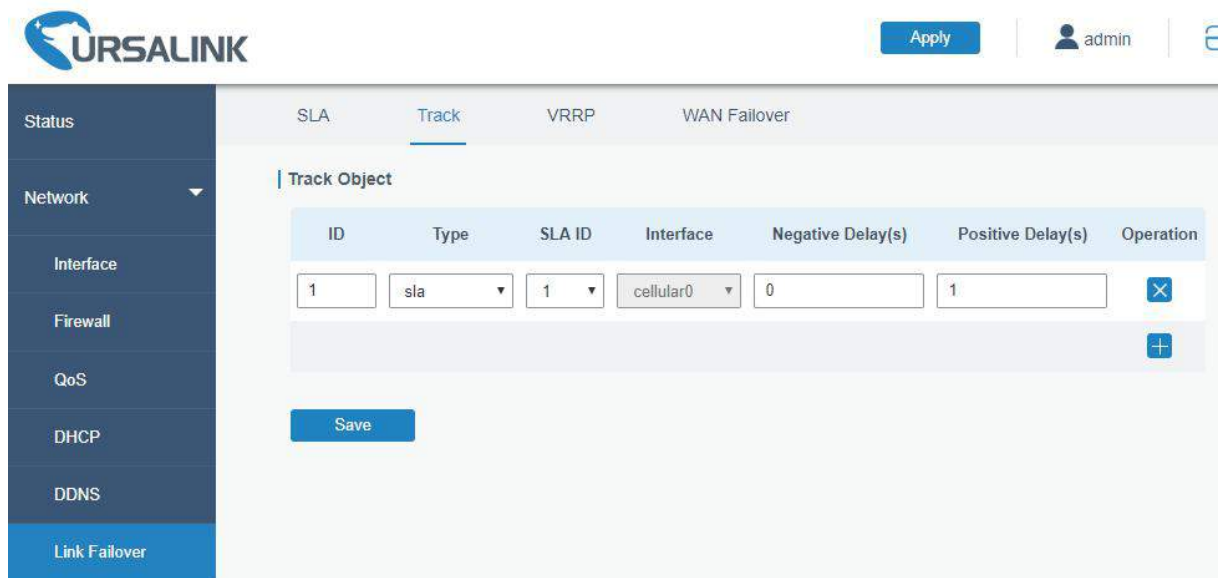 URSALINK
Apply
admin
Status
Network
Interface
Firewall
QoS
DHCP
DDNS
Link Failover
SLA Track VRRP WAN Failover
Track Object
ID Type SLA ID Interface Negative Delay(s) Positive Delay(s) Operation
1 sla 1 cellular0 0 1
Save